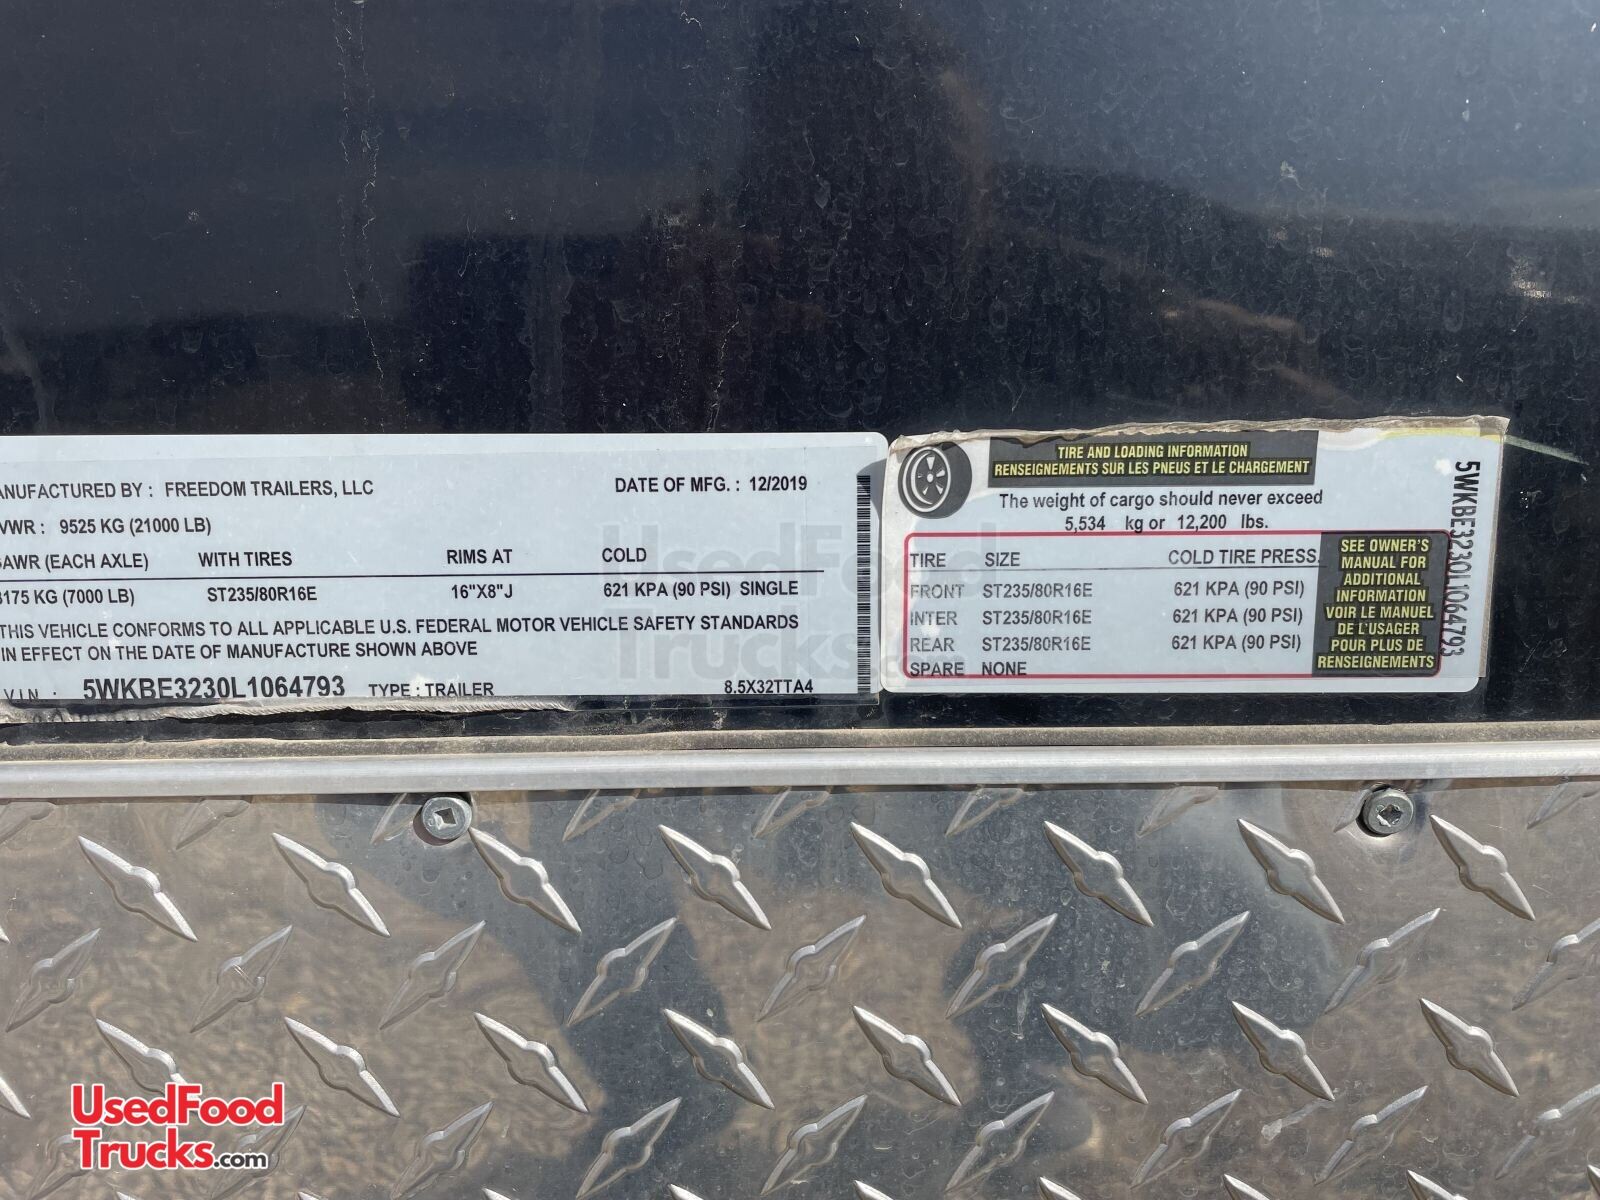 ANUFACTURED BY : FREEDOM TRAILERS, LLC DATE OF MFG. : 12/2019
VWR : 9525 KG (21000 LB)
AWR (EACH AXLE) WITH TIRES RIMS AT COLD
3175 KG (7000 LB) ST235/80R16E 16"X8"J 621 KPA (90 PSI) SINGLE
THIS VEHICLE CONFORMS TO ALL APPLICABLE U.S. FEDERAL MOTOR VEHICLE SAFETY STANDARDS
IN EFFECT ON THE DATE OF MANUFACTURE SHOWN ABOVE
V.I.N. : 5WKBE3230L1064793 TYPE : TRAILER 8.5X32TTA4
TIRE AND LOADING INFORMATION
RENSEIGNEMENTS SUR LES PNEUS ET LE CHARGEMENT
The weight of cargo should never exceed
5,534 kg or 12,200 lbs.
TIRE SIZE COLD TIRE PRESS.
FRONT ST235/80R16E 621 KPA (90 PSI)
INTER ST235/80R16E 621 KPA (90 PSI)
REAR ST235/80R16E 621 KPA (90 PSI)
SPARE NONE
SEE OWNER'S
MANUAL FOR
ADDITIONAL
INFORMATION
VOIR LE MANUEL
DE L'USAGER
POUR PLUS DE
RENSEIGNEMENTS
5WKBE3230L1064793
UsedFood
Trucks.com
UsedFood
Trucks.com